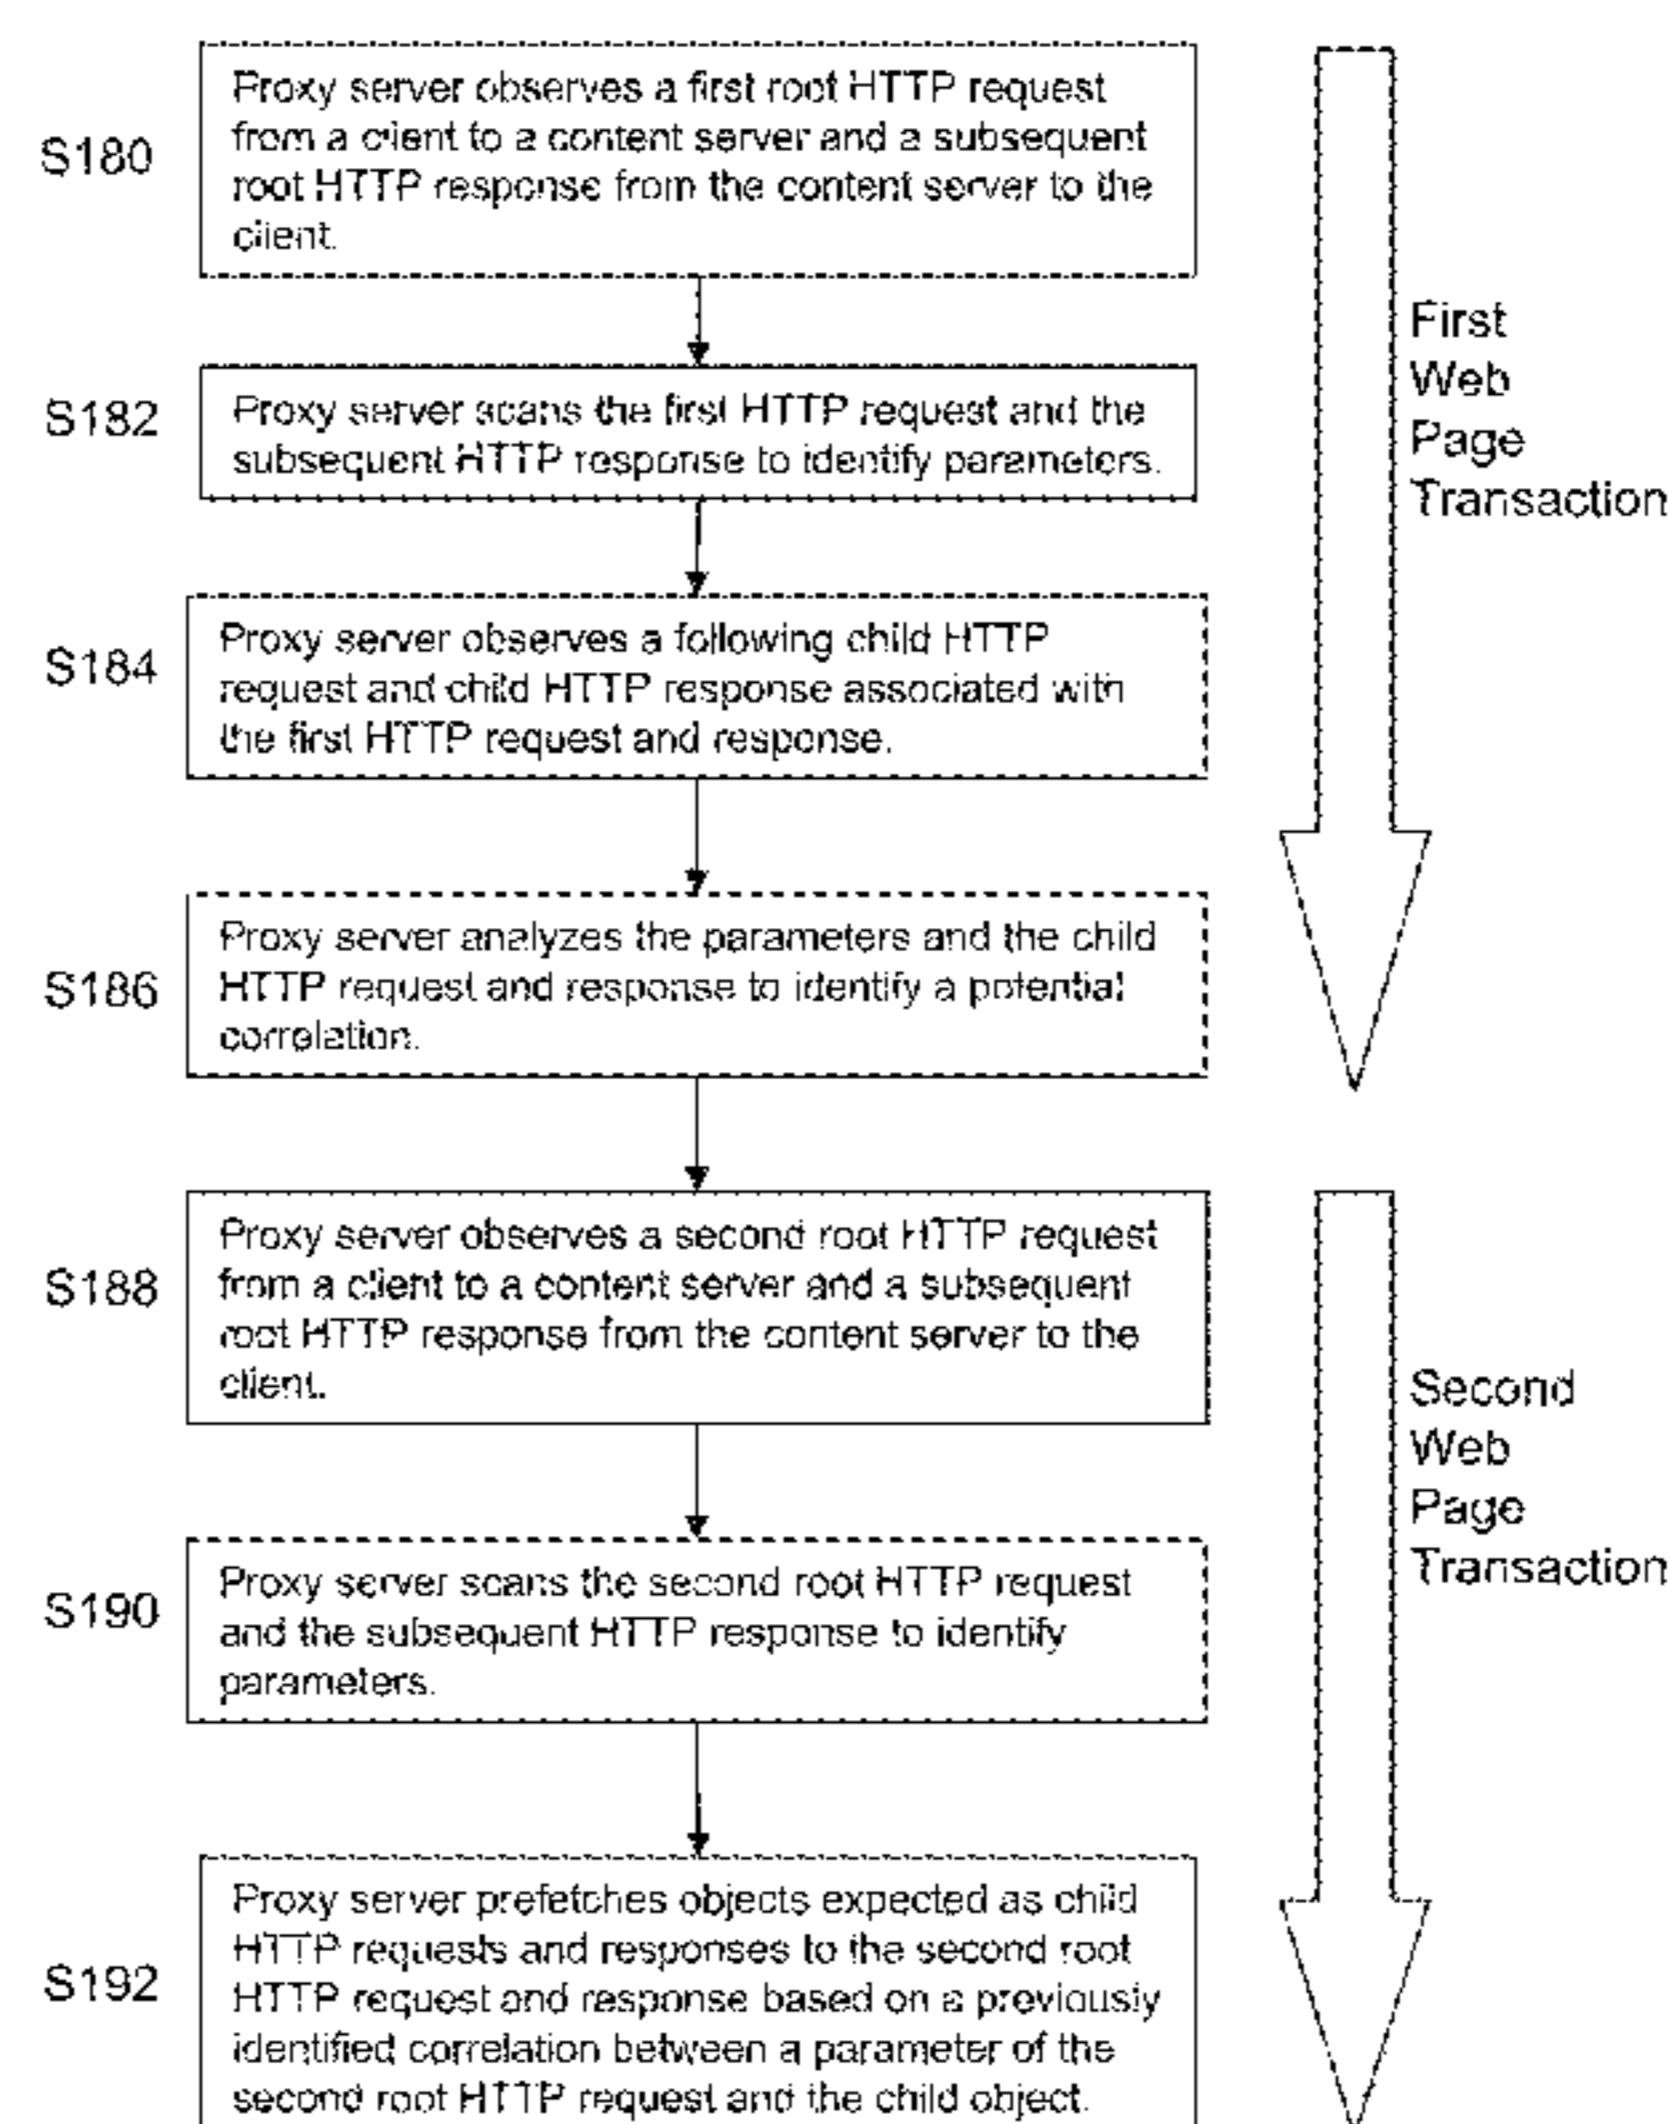 S180
Proxy server observes a first root HTTP request
from a client to a content server and a subsequent
root HTTP response from the content server to the
client.
First
Web
Page
Transaction
S182
Proxy server scans the first HTTP request and the
subsequent HTTP response to identify parameters.
S184
Proxy server observes a following child HTTP
request and child HTTP response associated with
the first HTTP request and response.
S186
Proxy server analyzes the parameters and the child
HTTP request and response to identify a potential
correlation.
S188
Proxy server observes a second root HTTP request
from a client to a content server and a subsequent
root HTTP response from the content server to the
client.
Second
Web
Page
Transaction
S190
Proxy server scans the second root HTTP request
and the subsequent HTTP response to identify
parameters.
S192
Proxy server prefetches objects expected as child
HTTP requests and responses to the second root
HTTP request and response based on a previously
identified correlation between a parameter of the
second root HTTP request and the child object.